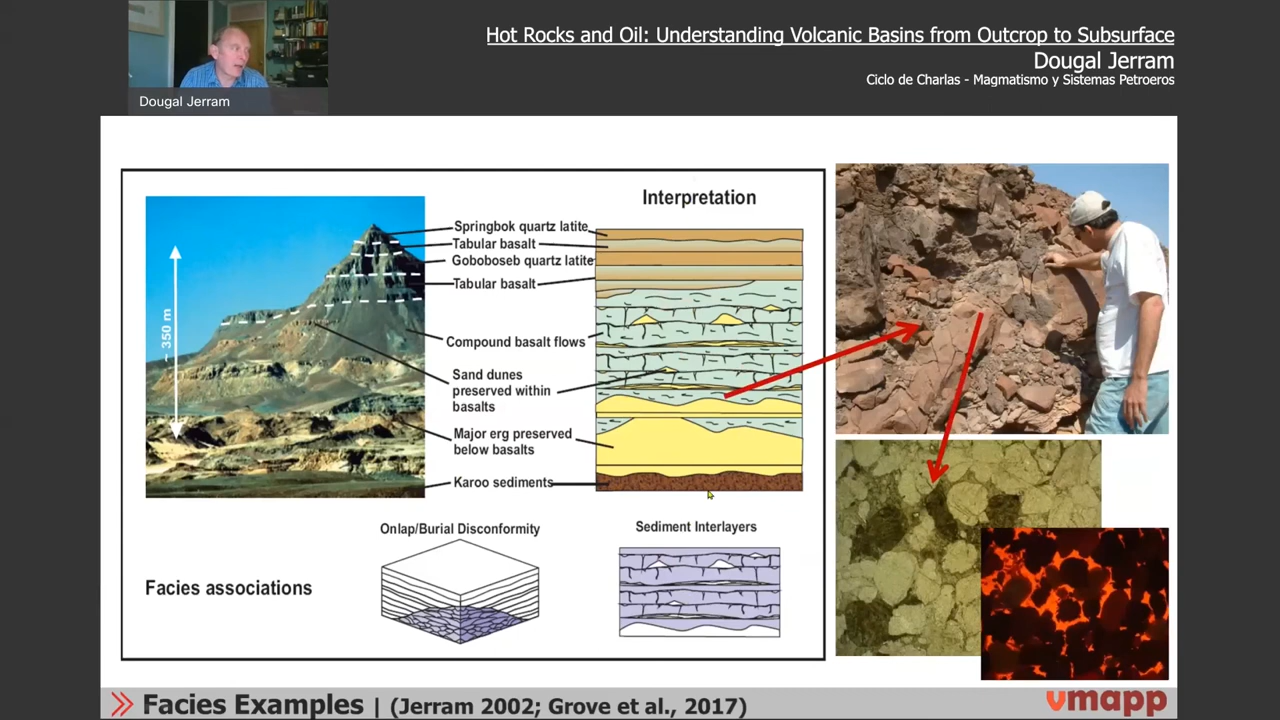 Hot Rocks and Oil: Understanding Volcanic Basins from Outcrop to Subsurface
Dougal Jerram
Ciclo de Charlas - Magmatismo y Sistemas Petroeros
Dougal Jerram
Interpretation
~ 350 m
Springbok quartz latite
Tabular basalt
Goboboseb quartz latite
Tabular basalt
Compound basalt flows
Sand dunes
preserved within
basalts
Major erg preserved
below basalts
Karoo sediments
Onlap/Burial Disconformity
Sediment Interlayers
Facies associations
Facies Examples | (Jerram 2002; Grove et al., 2017)
vmapp